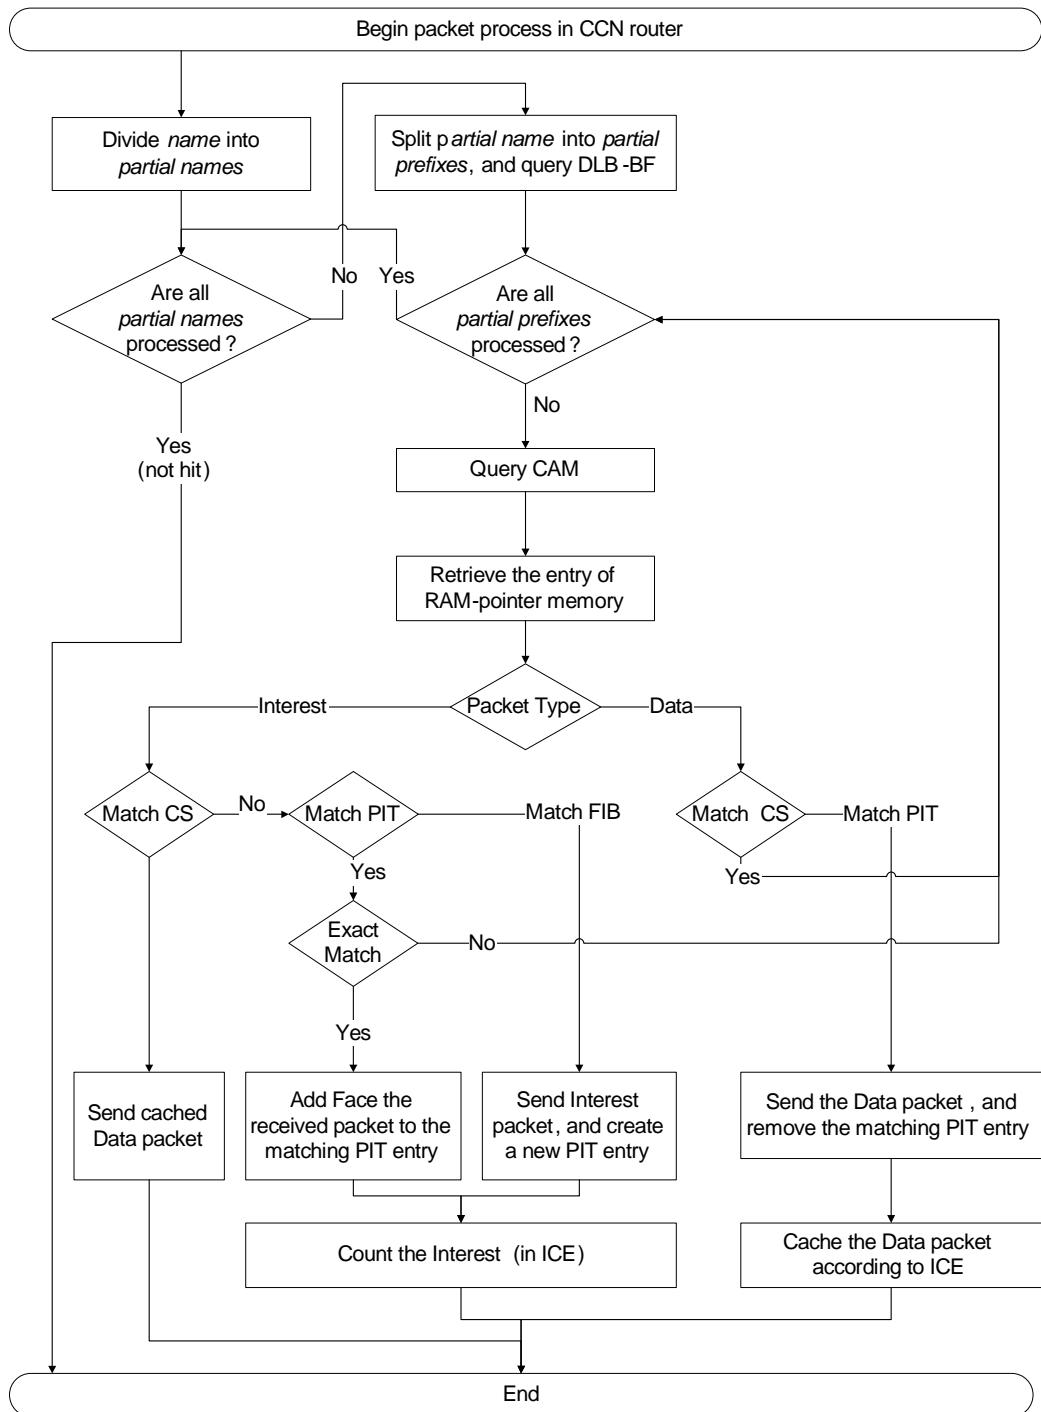 Begin packet process in CCN router
Divide name into
partial names
Split partial name into partial
prefixes, and query DLB-BF
No
Yes
Are all
partial names
processed?
Are all
partial prefixes
processed?
No
Yes
(not hit)
Query CAM
Retrieve the entry of
RAM-pointer memory
Interest
Packet Type
Data
Match CS
No
Match PIT
Match FIB
Match CS
Match PIT
Yes
Yes
Exact
Match
No
Yes
Send cached
Data packet
Add Face the
received packet to the
matching PIT entry
Send Interest
packet, and create
a new PIT entry
Send the Data packet, and
remove the matching PIT entry
Count the Interest (in ICE)
Cache the Data packet
according to ICE
End